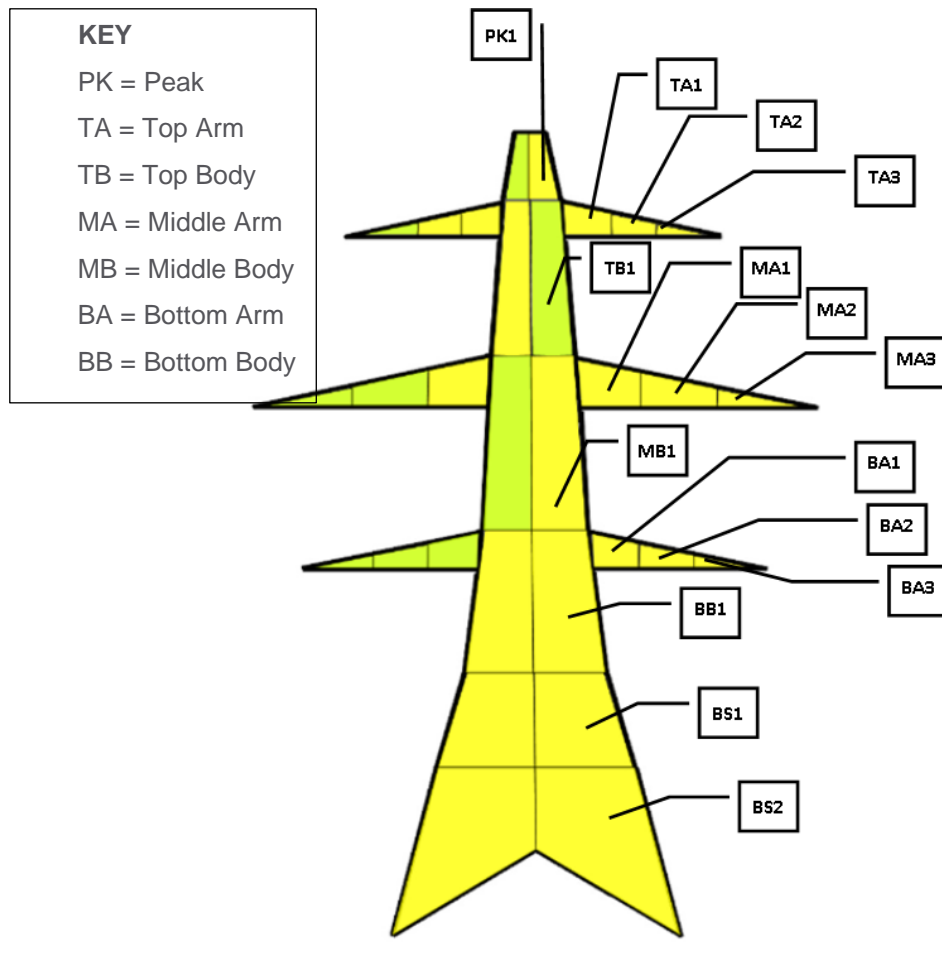 KEY
PK = Peak
TA = Top Arm
TB = Top Body
MA = Middle Arm
MB = Middle Body
BA = Bottom Arm
BB = Bottom Body
PK1
TA1
TA2
TA3
TB1
MA1
MA2
MA3
MB1
BA1
BA2
BA3
BB1
BS1
BS2